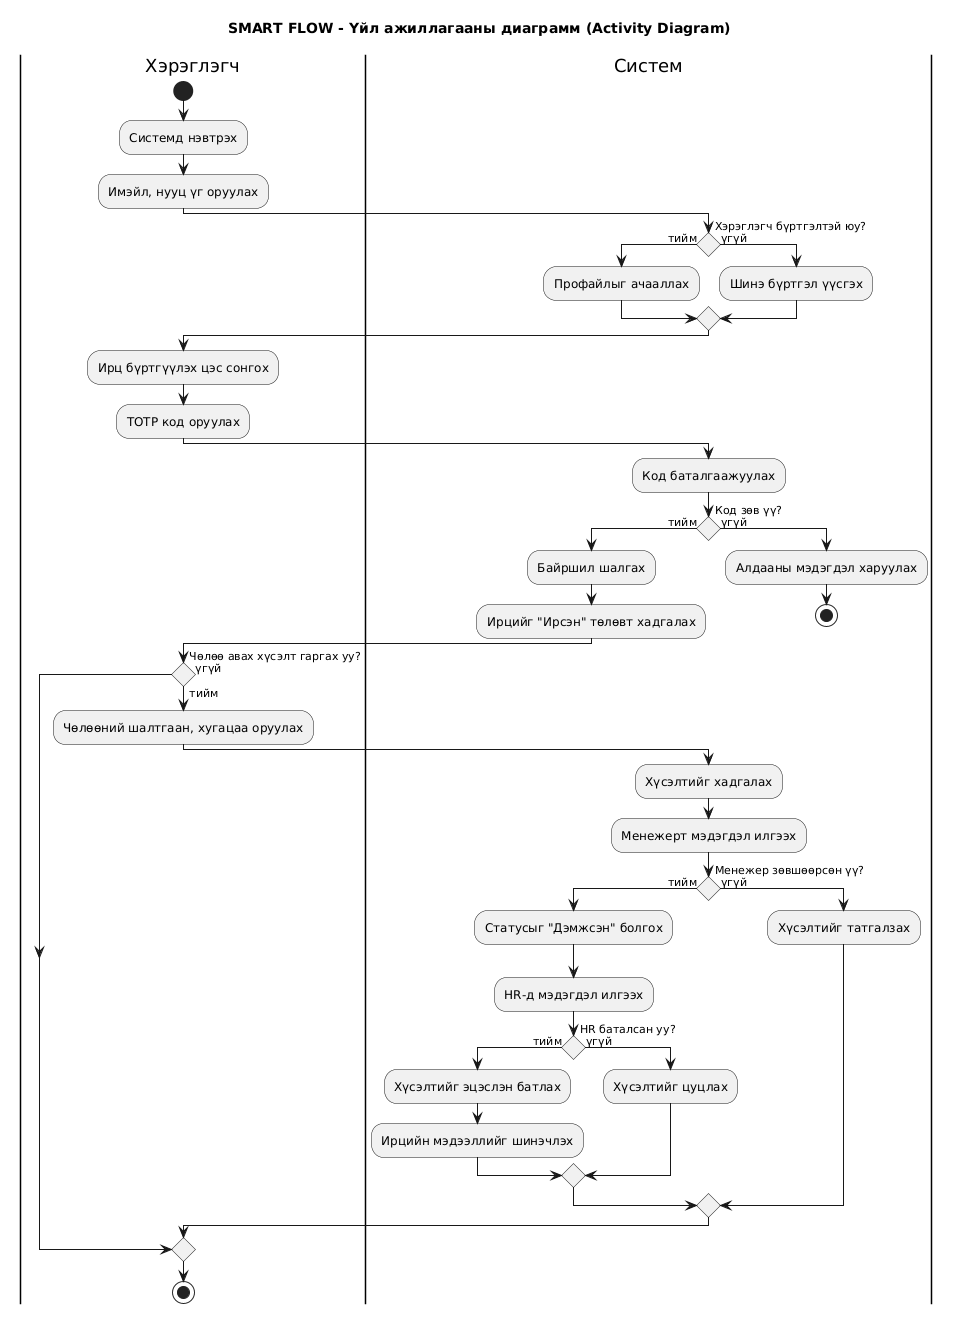 SMART FLOW - Үйл ажиллагааны диаграмм (Activity Diagram)
Хэрэглэгч
Систем
Системд нэвтрэх
Имэйл, нууц үг оруулах
Хэрэглэгч бүртгэлтэй юу?
тийм
үгүй
Профайлыг ачааллах
Шинэ бүртгэл үүсгэх
Ирц бүртгүүлэх цэс сонгох
TOTP код оруулах
Код баталгаажуулах
Код зөв үү?
тийм
үгүй
Байршил шалгах
Алдааны мэдэгдэл харуулах
Ирцийг "Ирсэн" төлөвт хадгалах
Чөлөө авах хүсэлт гаргах уу?
үгүй
тийм
Чөлөөний шалтгаан, хугацаа оруулах
Хүсэлтийг хадгалах
Менежерт мэдэгдэл илгээх
Менежер зөвшөөрсөн үү?
тийм
үгүй
Статусыг "Дэмжсэн" болгох
Хүсэлтийг татгалзах
HR-д мэдэгдэл илгээх
HR баталсан уу?
тийм
үгүй
Хүсэлтийг эцэслэн батлах
Хүсэлтийг цуцлах
Ирцийн мэдээллийг шинэчлэх